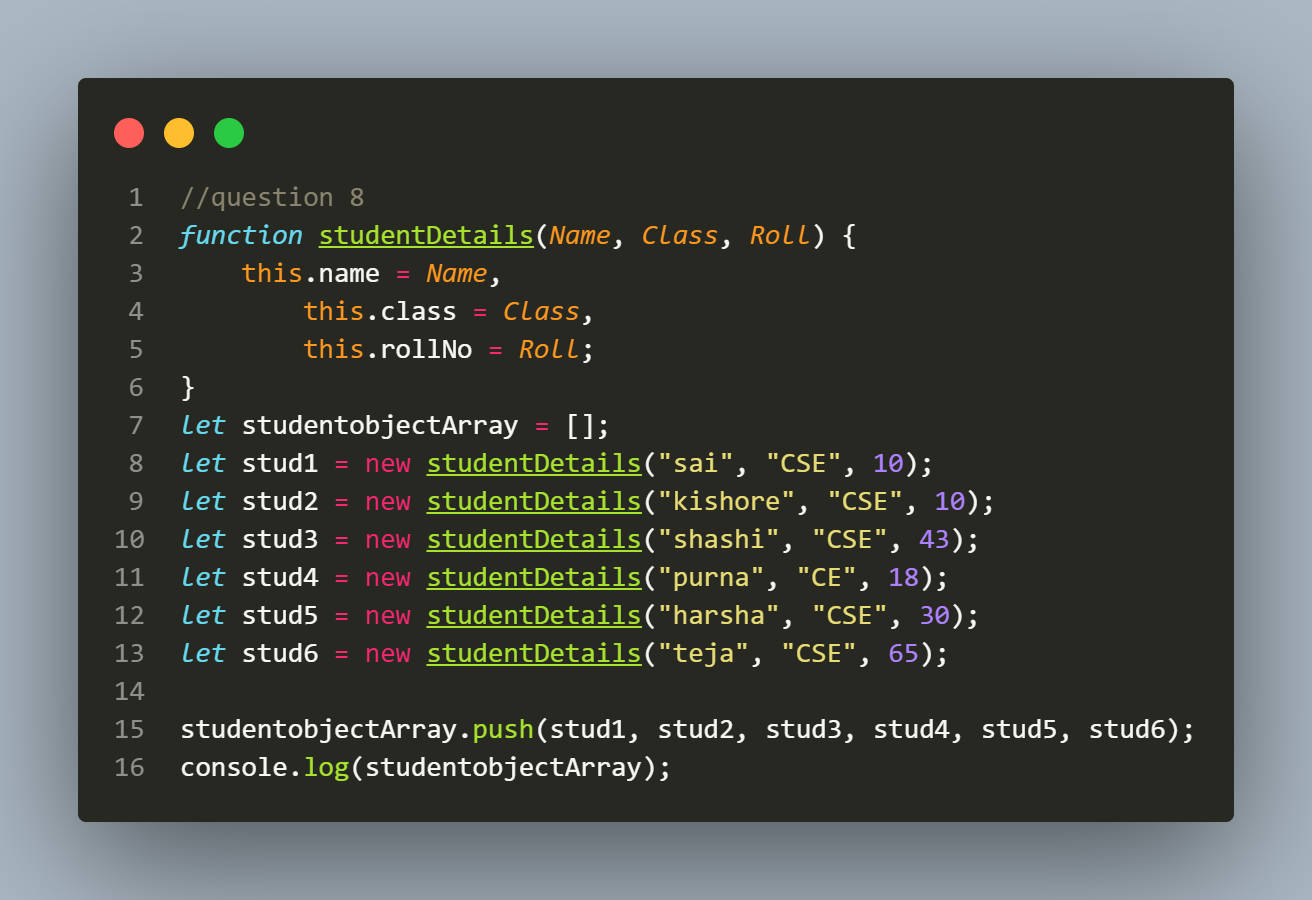 1 //question 8
2 function studentDetails(Name, Class, Roll) {
3     this.name = Name,
4         this.class = Class,
5         this.rollNo = Roll;
6 }
7 let studentobjectArray = [];
8 let stud1 = new studentDetails("sai", "CSE", 10);
9 let stud2 = new studentDetails("kishore", "CSE", 10);
10 let stud3 = new studentDetails("shashi", "CSE", 43);
11 let stud4 = new studentDetails("purna", "CE", 18);
12 let stud5 = new studentDetails("harsha", "CSE", 30);
13 let stud6 = new studentDetails("teja", "CSE", 65);
14
15 studentobjectArray.push(stud1, stud2, stud3, stud4, stud5, stud6);
16 console.log(studentobjectArray);